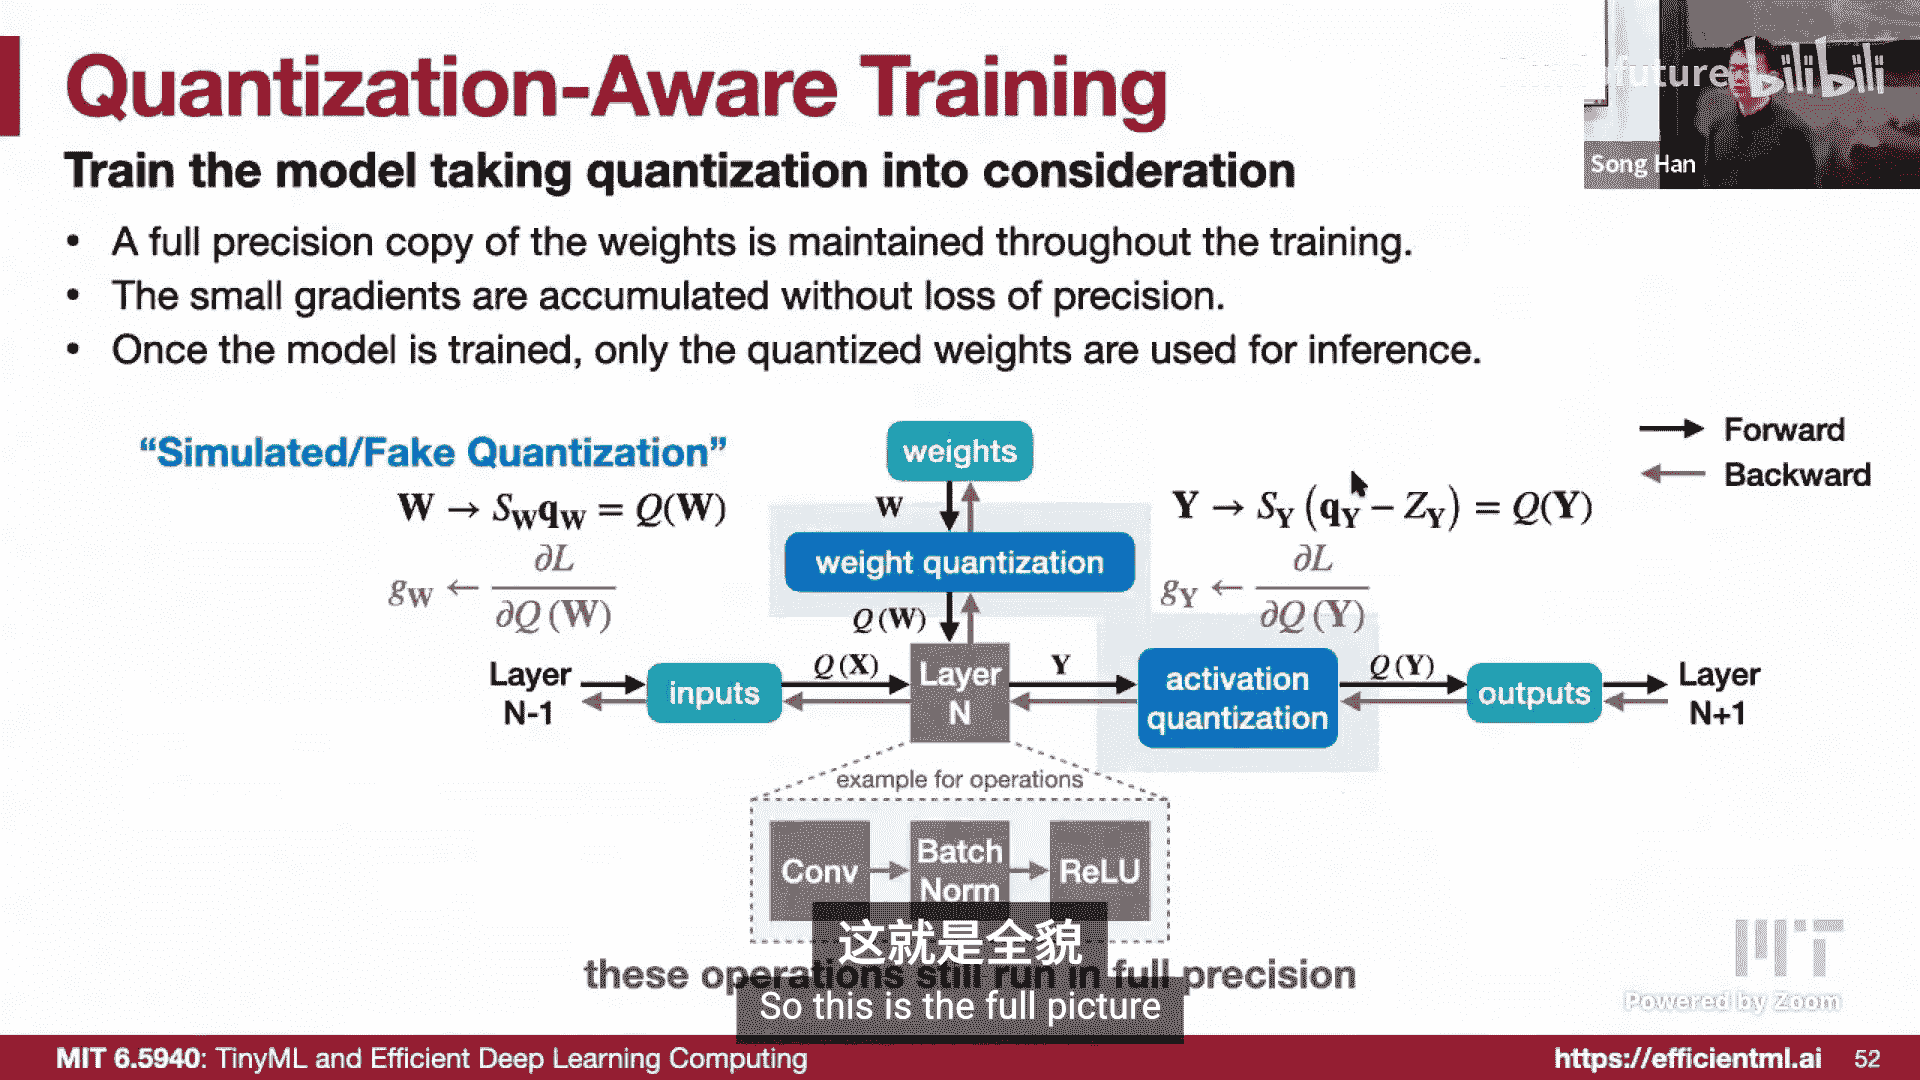 Quantization-Aware Training
future bilibili
Song Han
Train the model taking quantization into consideration
• A full precision copy of the weights is maintained throughout the training.
• The small gradients are accumulated without loss of precision.
• Once the model is trained, only the quantized weights are used for inference.
“Simulated/Fake Quantization”
weights
Forward
Backward
W → S_W q_W = Q(W)
W
Y → S_Y (q_Y − Z_Y) = Q(Y)
g_W ← ∂L / ∂Q(W)
weight quantization
g_Y ← ∂L / ∂Q(Y)
Q(W)
Layer N-1
inputs
Q(X)
Layer N
Y
activation quantization
Q(Y)
outputs
Layer N+1
example for operations
Conv
Batch Norm
ReLU
这就是全貌
these operations still run in full precision
So this is the full picture
MIT
Powered by Zoom
MIT 6.5940: TinyML and Efficient Deep Learning Computing
https://efficientml.ai
52